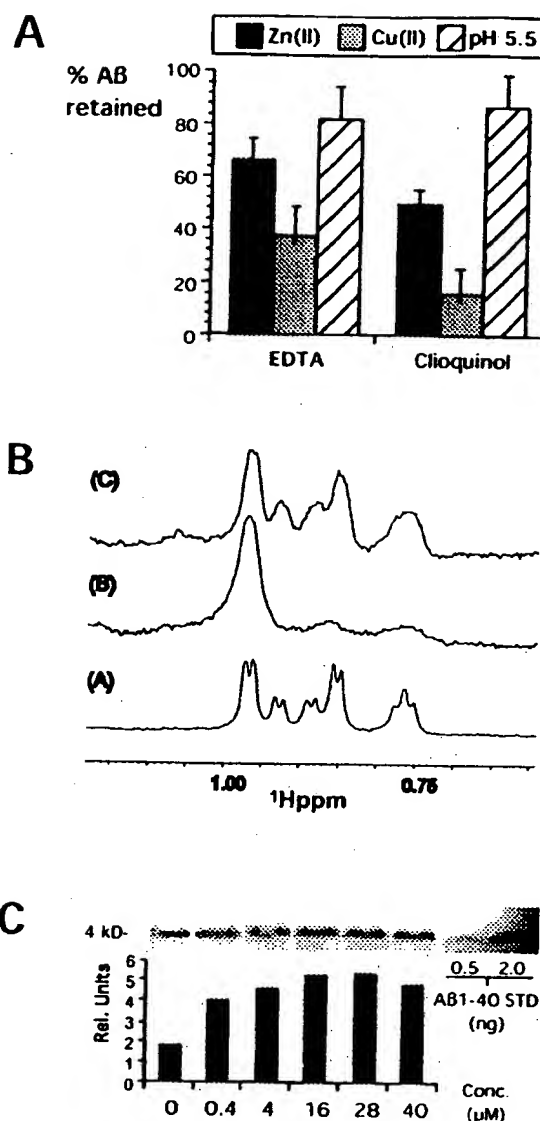 A
Zn(II) Cu(II) pH 5.5
% Aß
retained
100
80
60
40
20
0
EDTA Clioquinol
B
(C)
(B)
(A)
1.00 0.75
¹Hppm
C
4 kD-
6
5
4
3
2
1
0
Rel. Units
0.5 2.0
Aß1-40 STD
(ng)
Conc.
0 0.4 4 16 28 40 (µM)